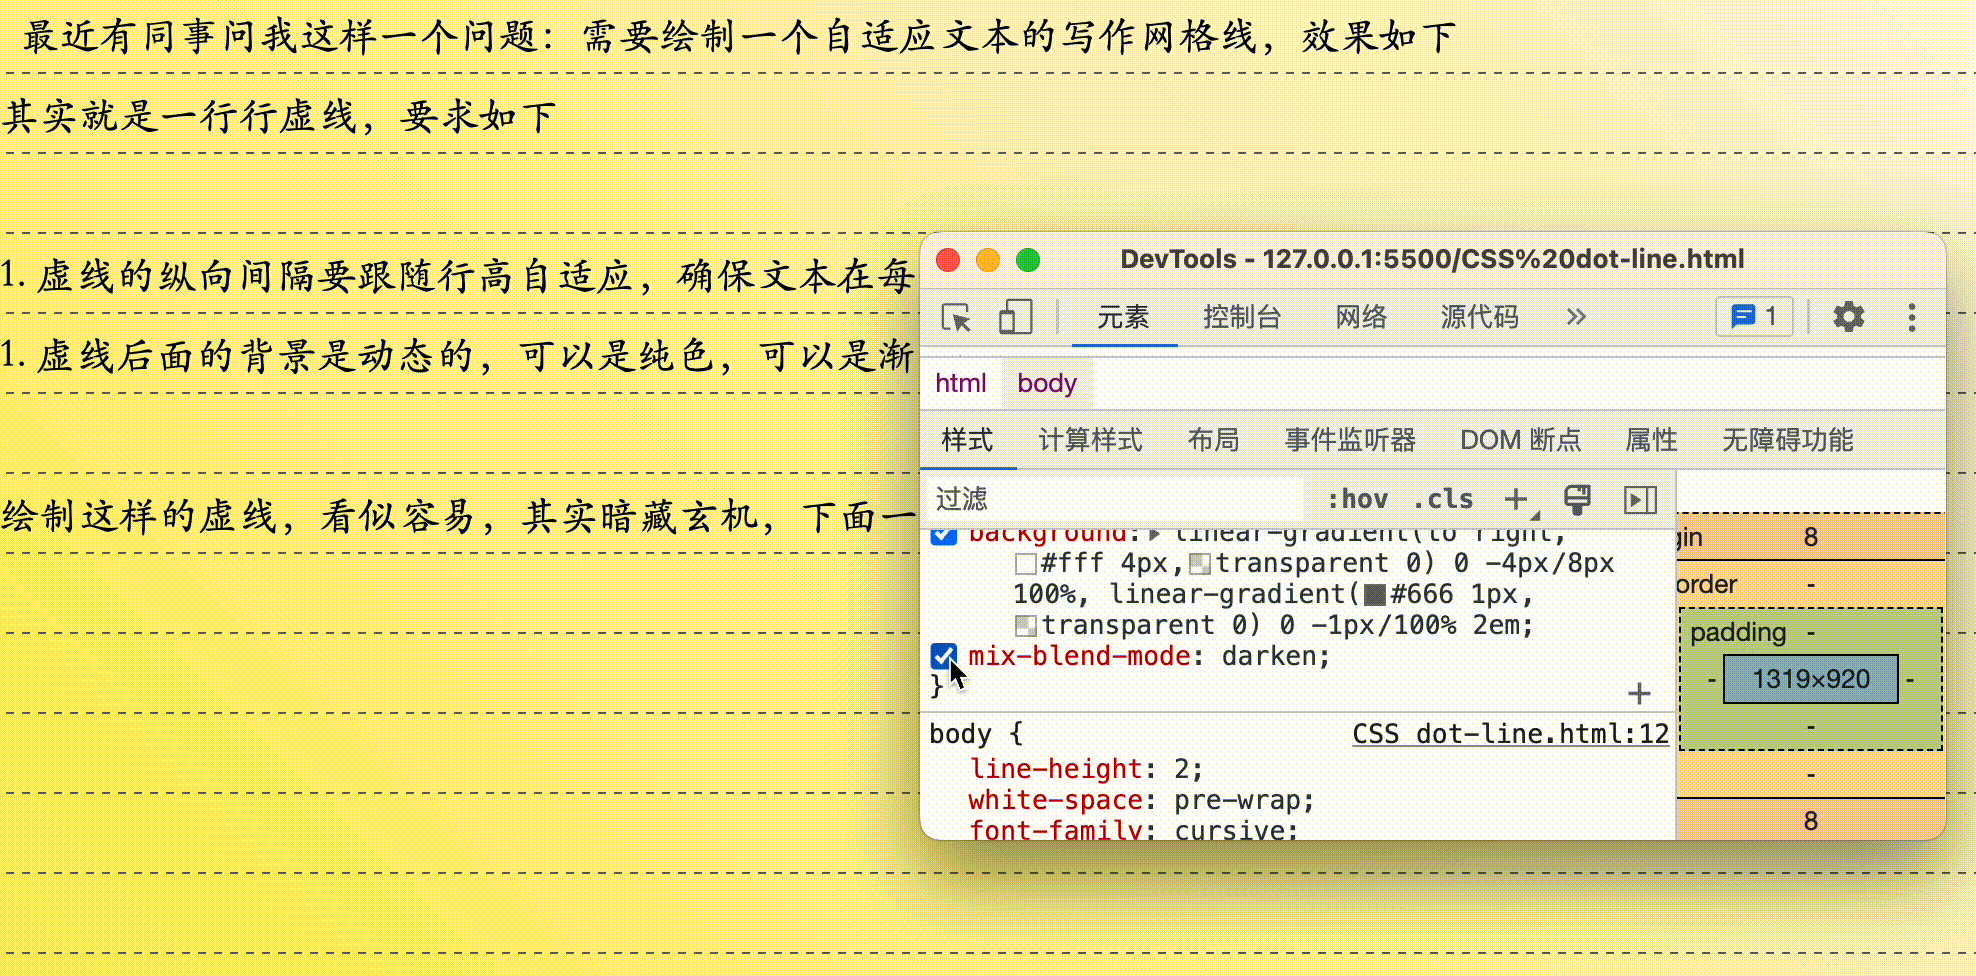 最近有同事问我这样一个问题：需要绘制一个自适应文本的写作网格线，效果如下
其实就是一行行虚线，要求如下
1. 虚线的纵向间隔要跟随行高自适应，确保文本在每
1. 虚线后面的背景是动态的，可以是纯色，可以是渐
绘制这样的虚线，看似容易，其实暗藏玄机，下面一
DevTools - 127.0.0.1:5500/CSS%20dot-line.html
元素 控制台 网络 源代码 » 1
html body
样式 计算样式 布局 事件监听器 DOM 断点 属性 无障碍功能
过滤 :hov .cls +
background: linear-gradient(to right,
#fff 4px, transparent 0) 0 -4px/8px
100%, linear-gradient( #666 1px,
transparent 0) 0 -1px/100% 2em;
mix-blend-mode: darken;
}
+
body {
CSS dot-line.html:12
line-height: 2;
white-space: pre-wrap;
font-family: cursive;
gin 8
order -
padding -
- 1319×920 -
-
-
8